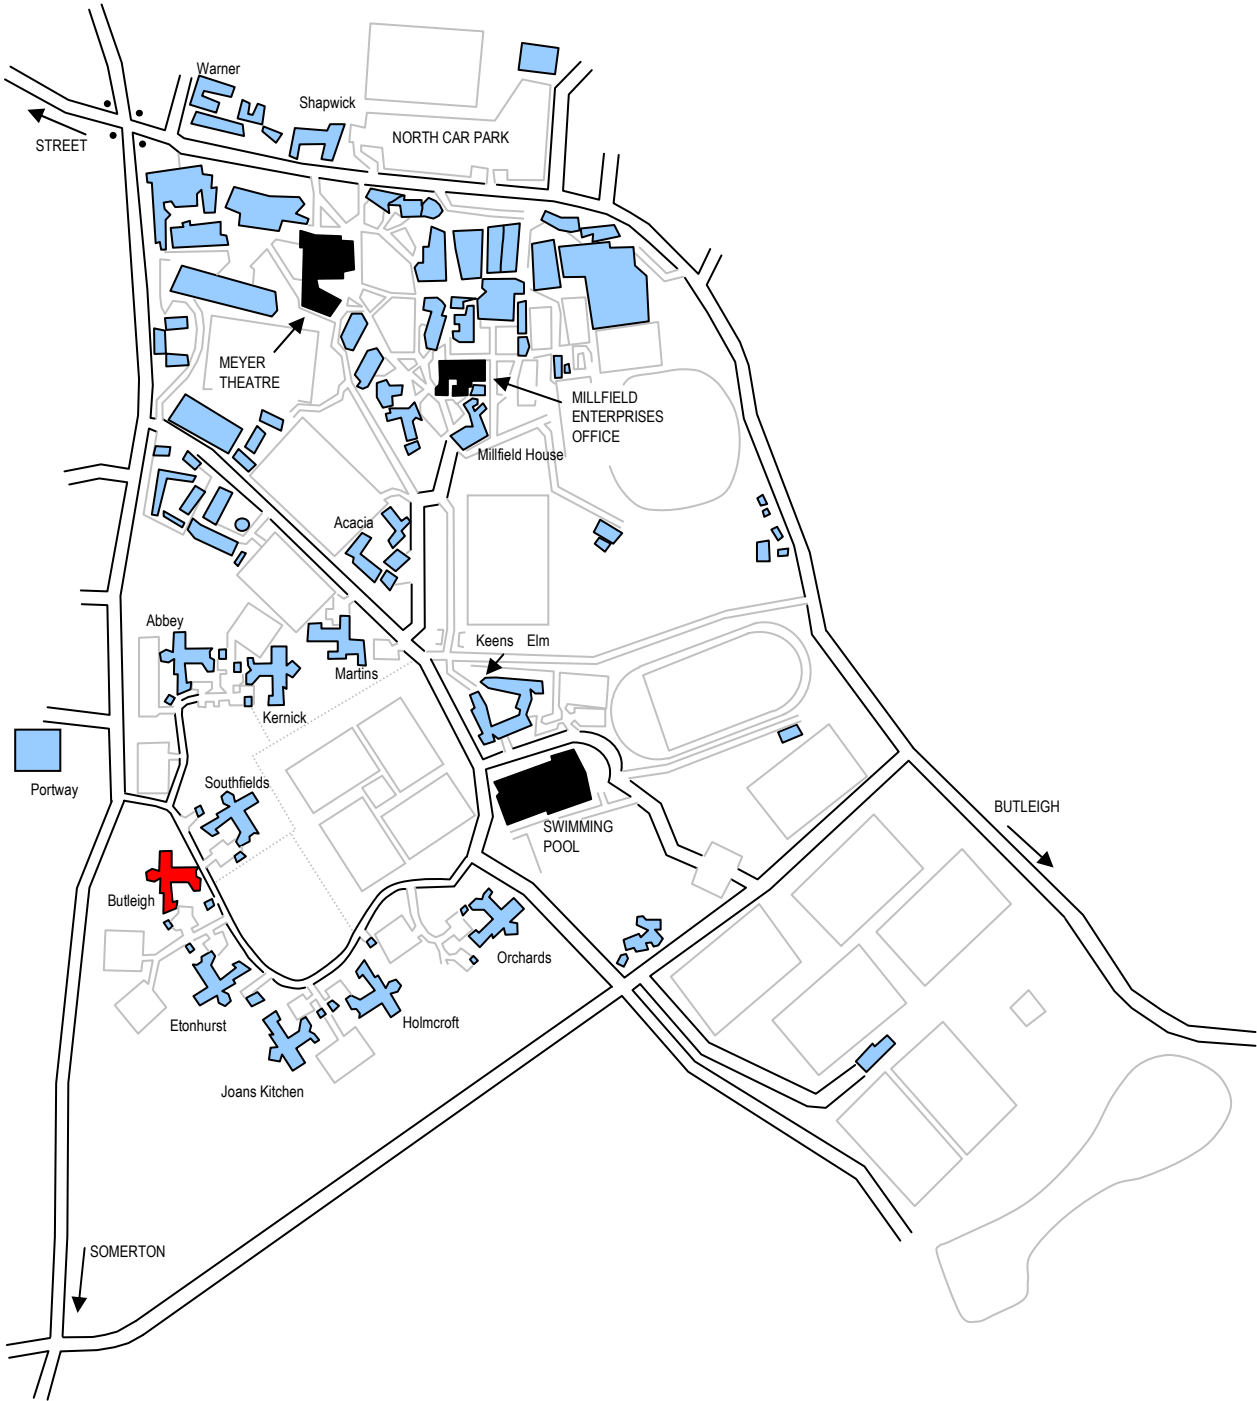 Warner
Shapwick
NORTH CAR PARK
STREET
MEYER
THEATRE
MILLFIELD
ENTERPRISES
OFFICE
Millfield House
Acacia
Abbey
Keens Elm
Martins
Kernick
Portway
Southfields
BUTLEIGH
SWIMMING
POOL
Butleigh
Orchards
Etonhurst
Holmcroft
Joans Kitchen
SOMERTON